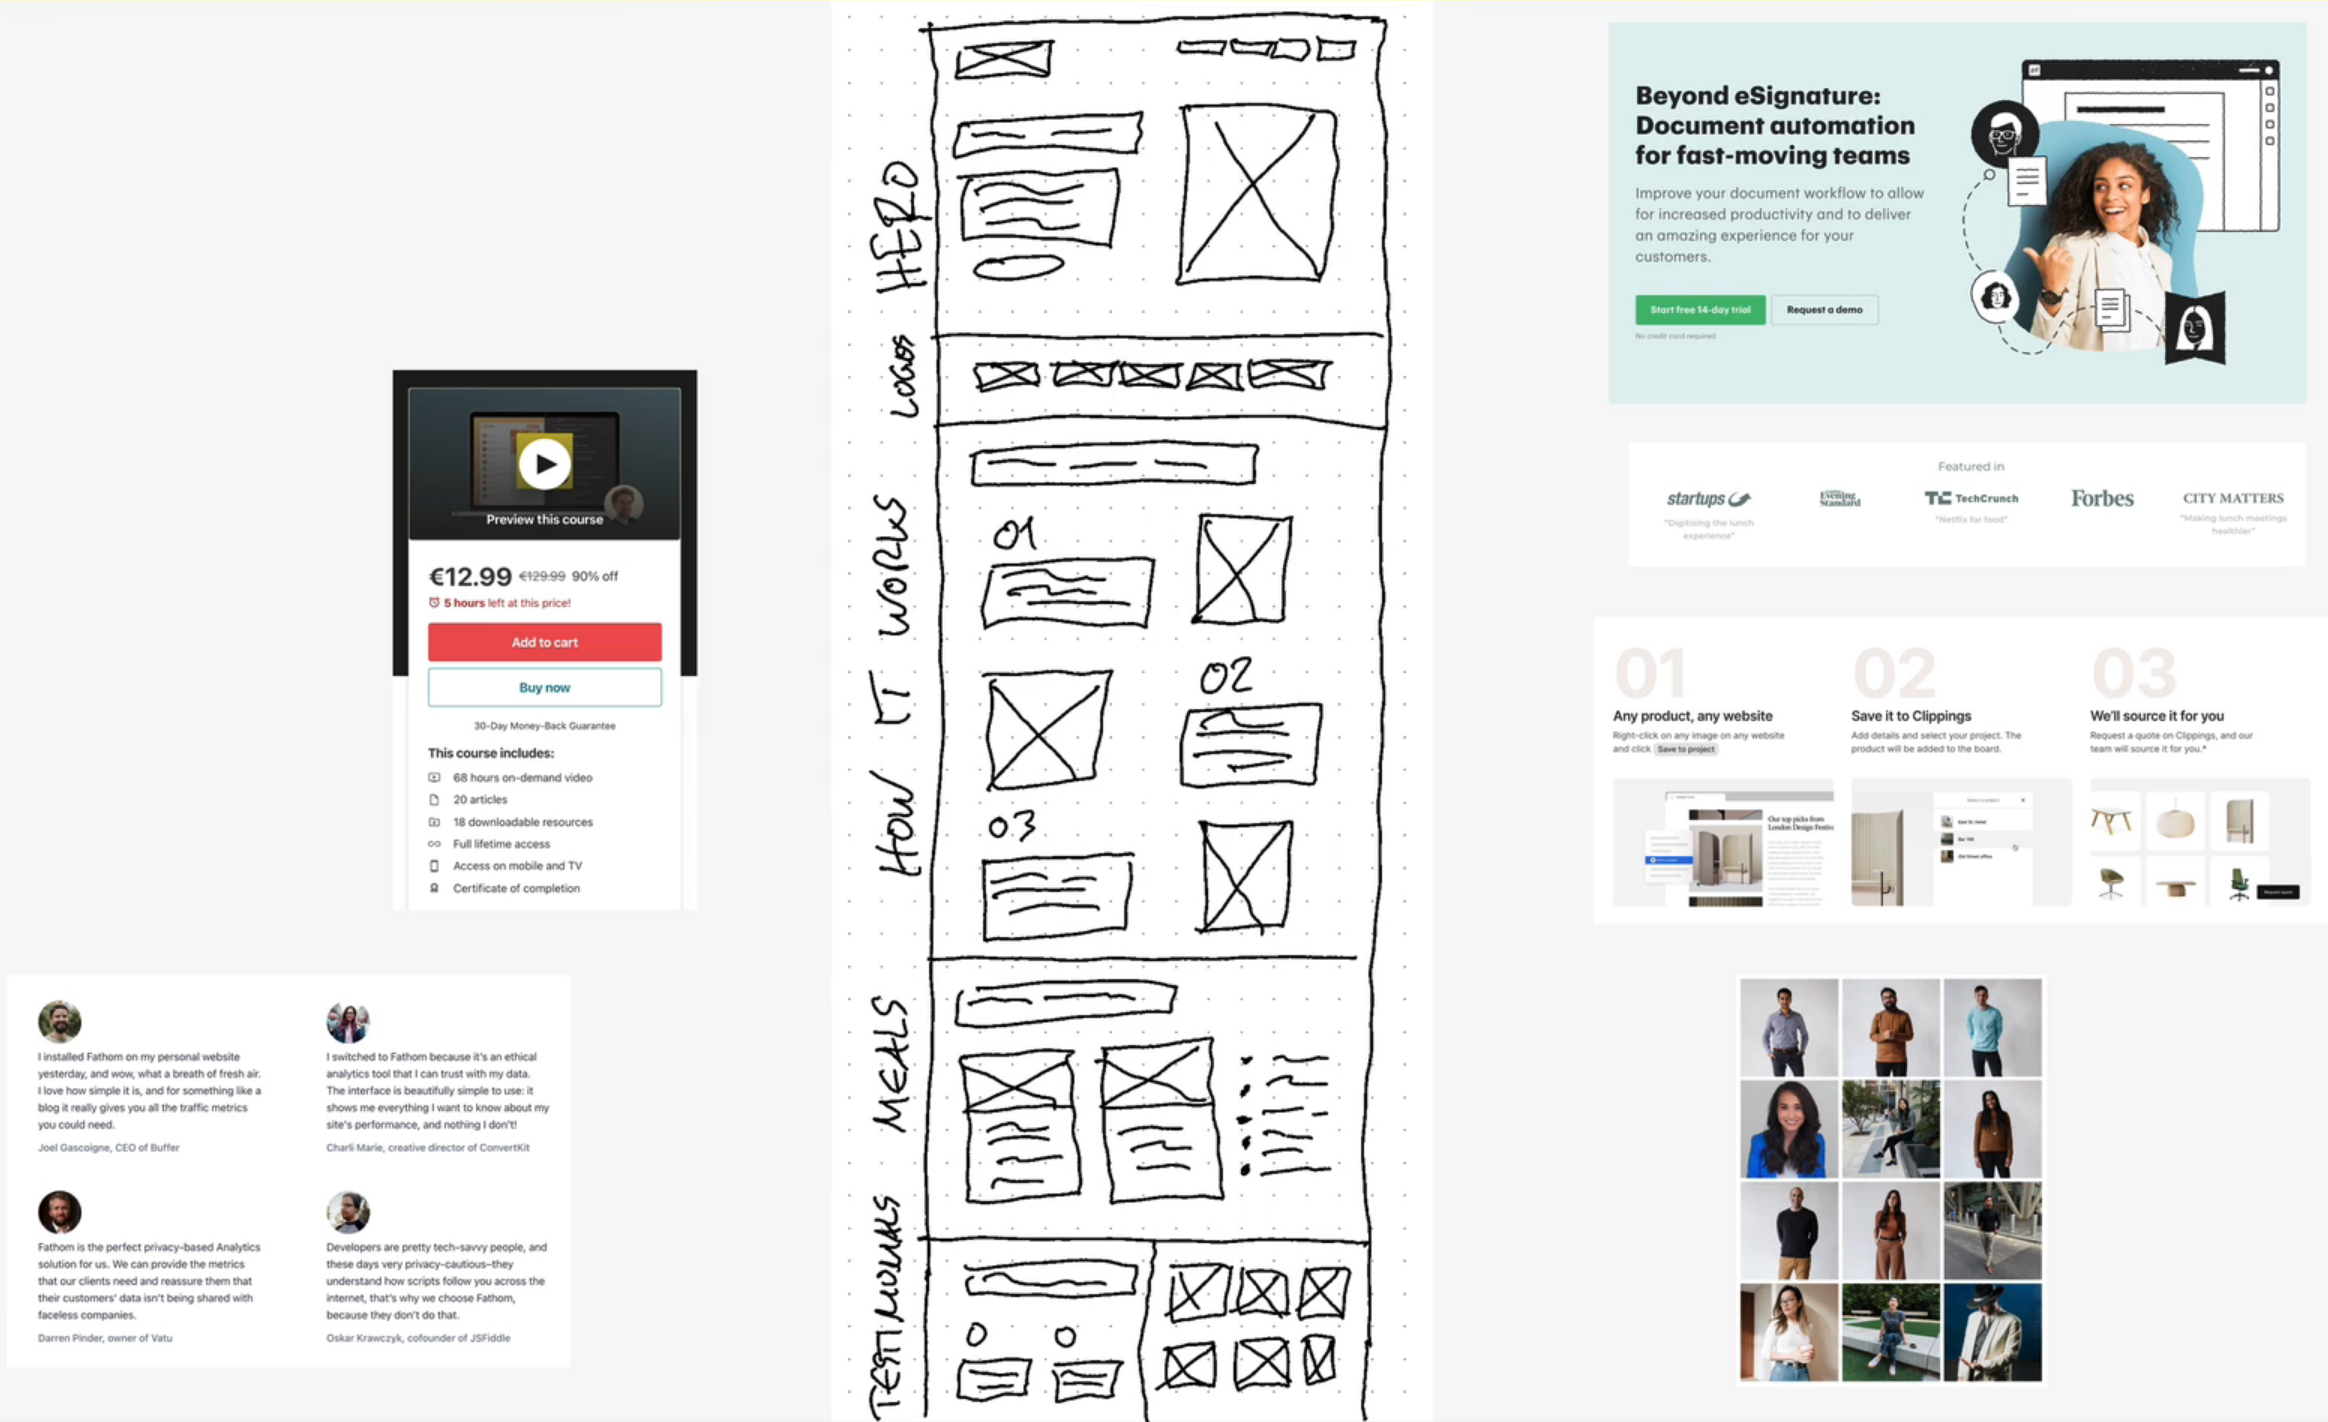 HERO
LOGOS
HOW IT WORKS
01
02
03
MEALS
TESTIMONIALS
Preview this course
€12.99 €129.99 90% off
5 hours left at this price!
Add to cart
Buy now
30-Day Money-Back Guarantee
This course includes:
68 hours on-demand video
20 articles
18 downloadable resources
Full lifetime access
Access on mobile and TV
Certificate of completion
I installed Fathom on my personal website
yesterday, and wow, what a breath of fresh air.
I love how simple it is, and for something like a
blog it really gives you all the traffic metrics
you could need.
Joel Gascoigne, CEO of Buffer
I switched to Fathom because it's an ethical
analytics tool that I can trust with my data.
The interface is beautifully simple to use: it
shows me everything I want to know about my
site's performance, and nothing I don't!
Charli Marie, creative director of ConvertKit
Fathom is the perfect privacy-based Analytics
solution for us. We can provide the metrics
that our clients need and reassure them that
their customers' data isn't being shared with
faceless companies.
Darren Pinder, owner of Vatu
Developers are pretty tech-savvy people, and
these days very privacy-cautious–they
understand how scripts follow you across the
internet, that's why we choose Fathom,
because they don't do that.
Oskar Krawczyk, cofounder of JSFiddle
Beyond eSignature:
Document automation
for fast-moving teams
Improve your document workflow to allow
for increased productivity and to deliver
an amazing experience for your
customers.
Start free 14-day trial
Request a demo
No credit card required
Featured in
startups
"Digitising the lunch
experience"
Evening
Standard
TC TechCrunch
"Netflix for food"
Forbes
CITY MATTERS
"Making lunch meetings
healthier"
01
Any product, any website
Right-click on any image on any website
and click Save to project
02
Save it to Clippings
Add details and select your project. The
product will be added to the board.
03
We'll source it for you
Request a quote on Clippings, and our
team will source it for you.*
Our top picks from
London Design Festiv
Select a project
Old Street office
Request quote